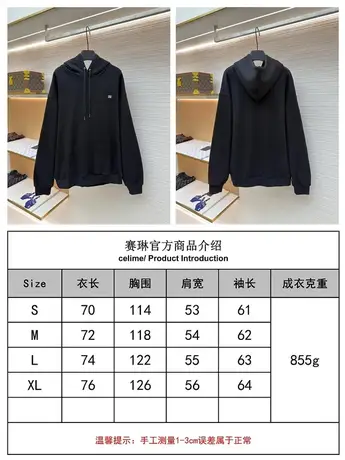 赛琳官方商品介绍
celime/ Product Introduction
Size 衣长 胸围 肩宽 袖长 成衣克重
S 70 114 53 61
M 72 118 54 62
L 74 122 55 63
XL 76 126 56 64
855g
温馨提示：手工测量1-3cm误差属于正常